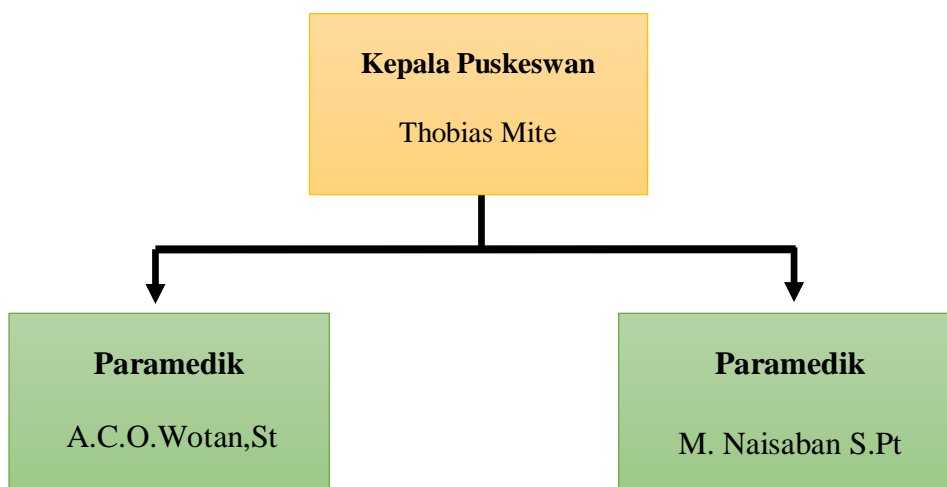 Kepala Puskeswan
Thobias Mite
Paramedik
A.C.O.Wotan,St
Paramedik
M. Naisaban S.Pt